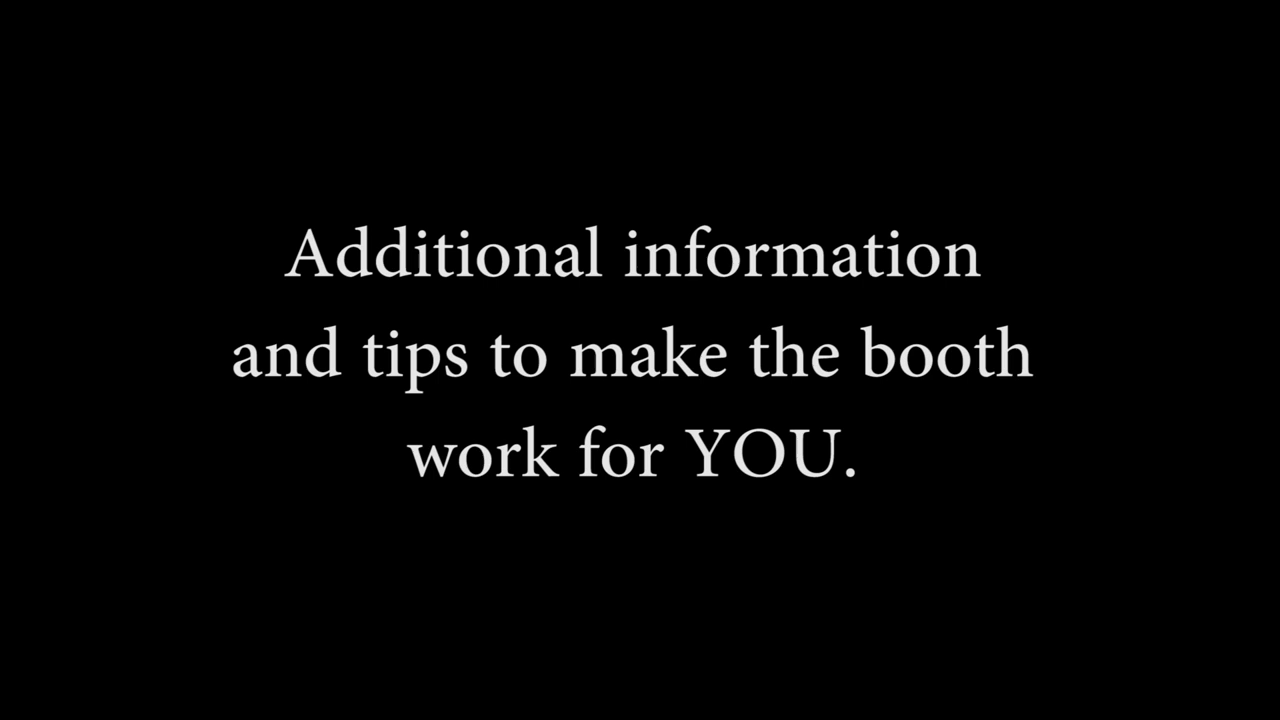 Additional information
and tips to make the booth
work for YOU.